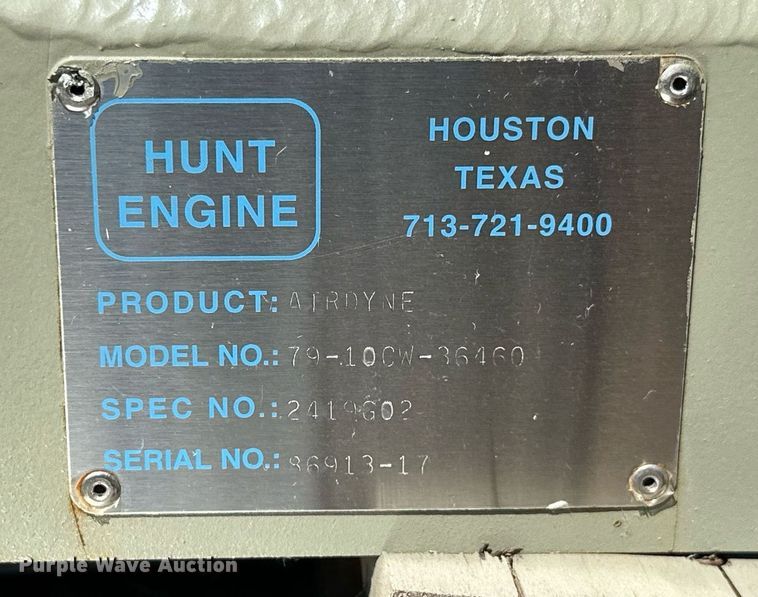 HUNT
ENGINE
HOUSTON
TEXAS
713-721-9400
PRODUCT: AIRDYNE
MODEL NO.: 79-10CW-36460
SPEC NO.: 2419G02
SERIAL NO.: 86913-17
Purple Wave Auction